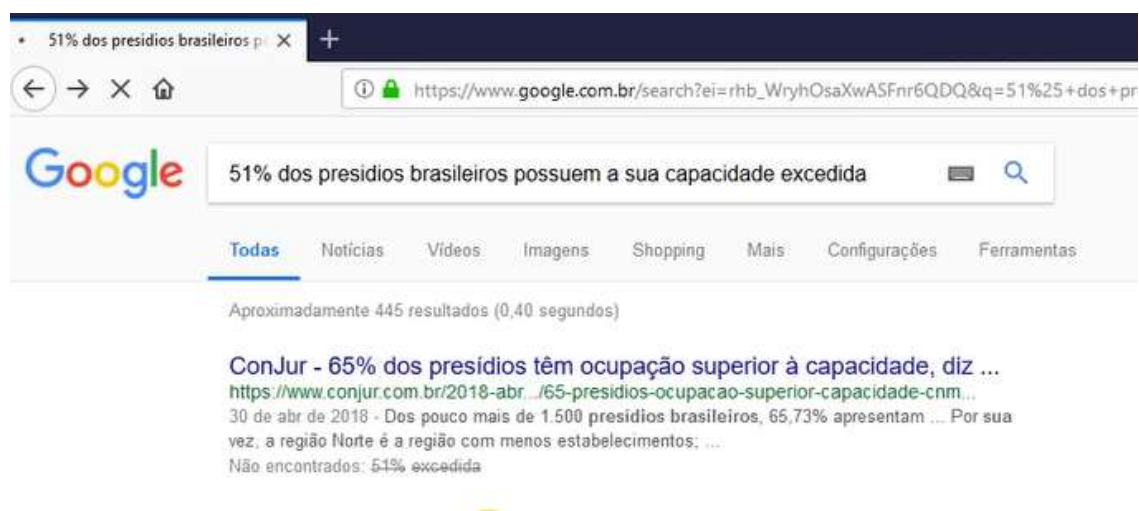 51% dos presidios brasileiros p
https://www.google.com.br/search?ei=rhb_WryhOsaXwASFnr6QDQ&q=51%25+dos+pr
Google 51% dos presidios brasileiros possuem a sua capacidade excedida
Todas Notícias Vídeos Imagens Shopping Mais Configurações Ferramentas
Aproximadamente 445 resultados (0,40 segundos)
ConJur - 65% dos presídios têm ocupação superior à capacidade, diz ...
https://www.conjur.com.br/2018-abr.../65-presidios-ocupacao-superior-capacidade-cnm...
30 de abr de 2018 - Dos pouco mais de 1.500 presídios brasileiros, 65,73% apresentam ... Por sua
vez, a região Norte é a região com menos estabelecimentos; ...
Não encontrados: 51% excedida